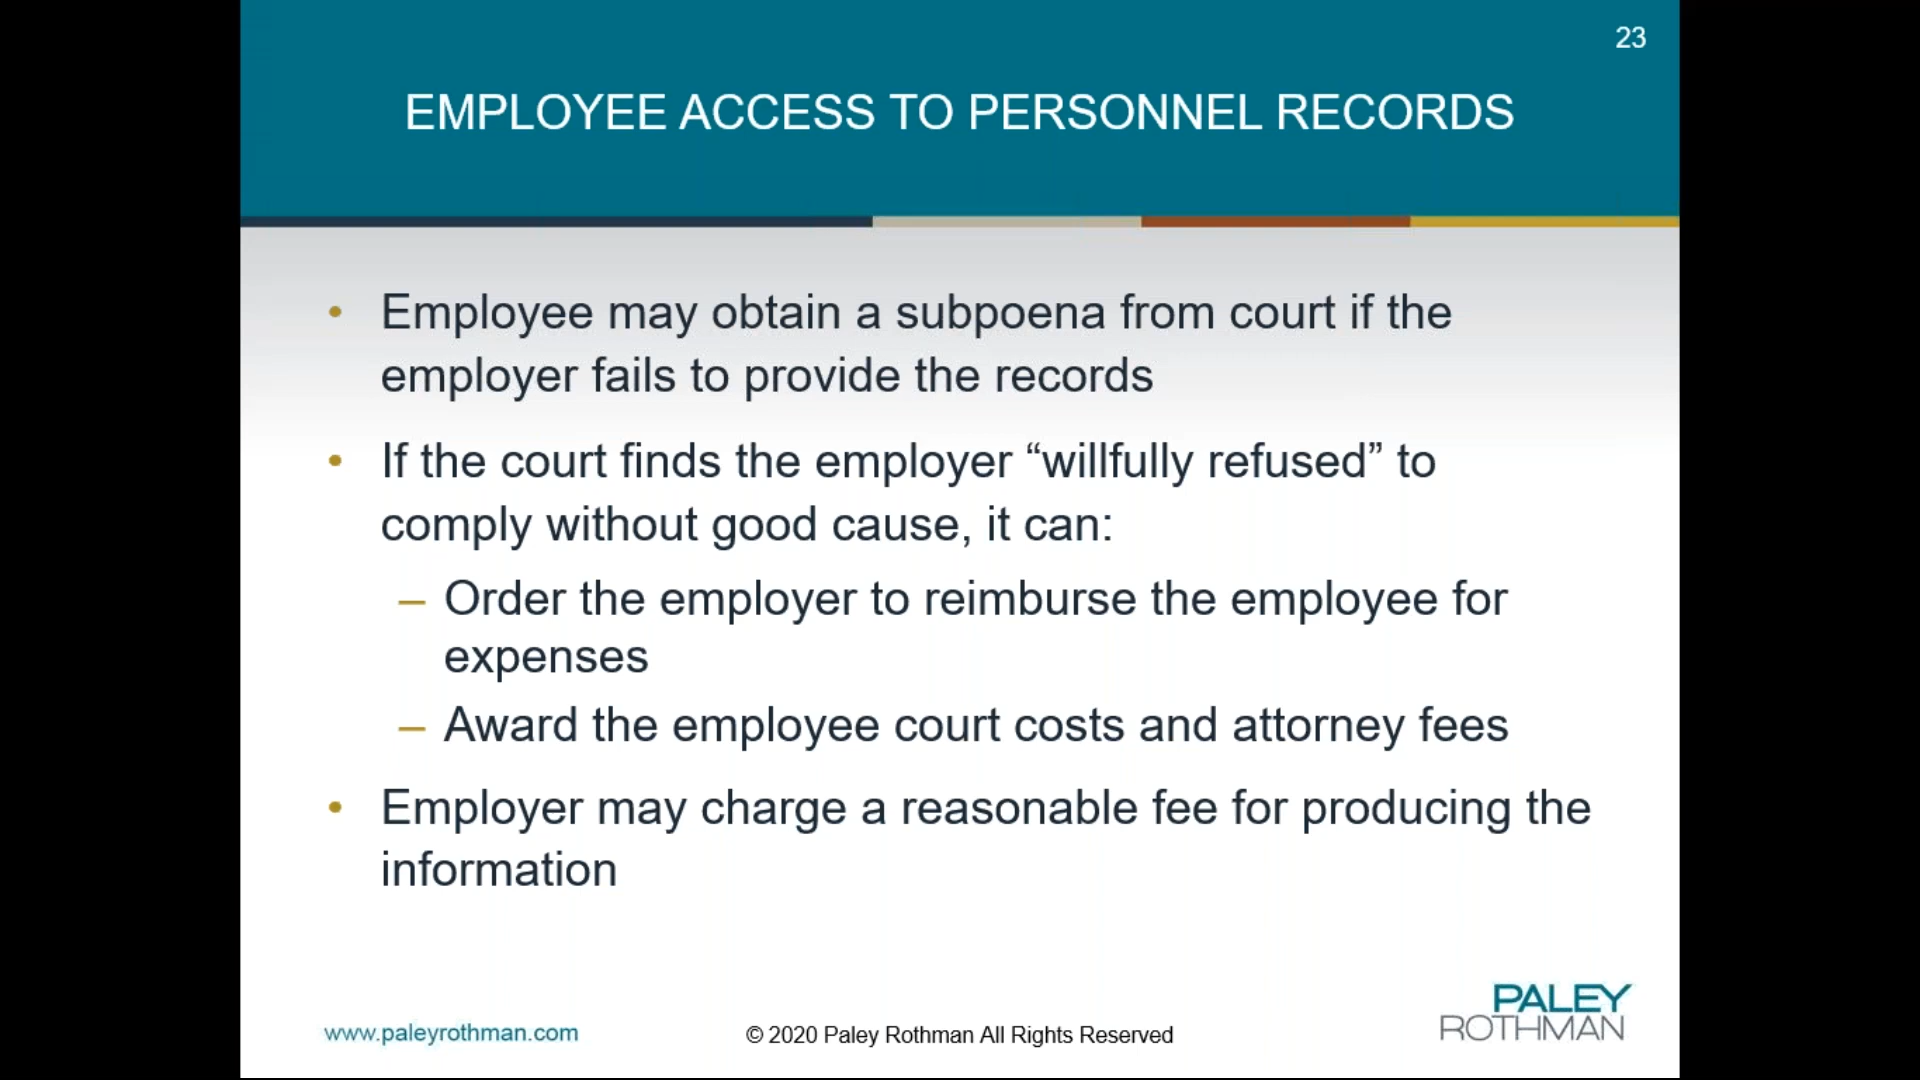 23
EMPLOYEE ACCESS TO PERSONNEL RECORDS
• Employee may obtain a subpoena from court if the
employer fails to provide the records
• If the court finds the employer “willfully refused” to
comply without good cause, it can:
– Order the employer to reimburse the employee for
expenses
– Award the employee court costs and attorney fees
• Employer may charge a reasonable fee for producing the
information
www.paleyrothman.com
© 2020 Paley Rothman All Rights Reserved
PALEY
ROTHMAN